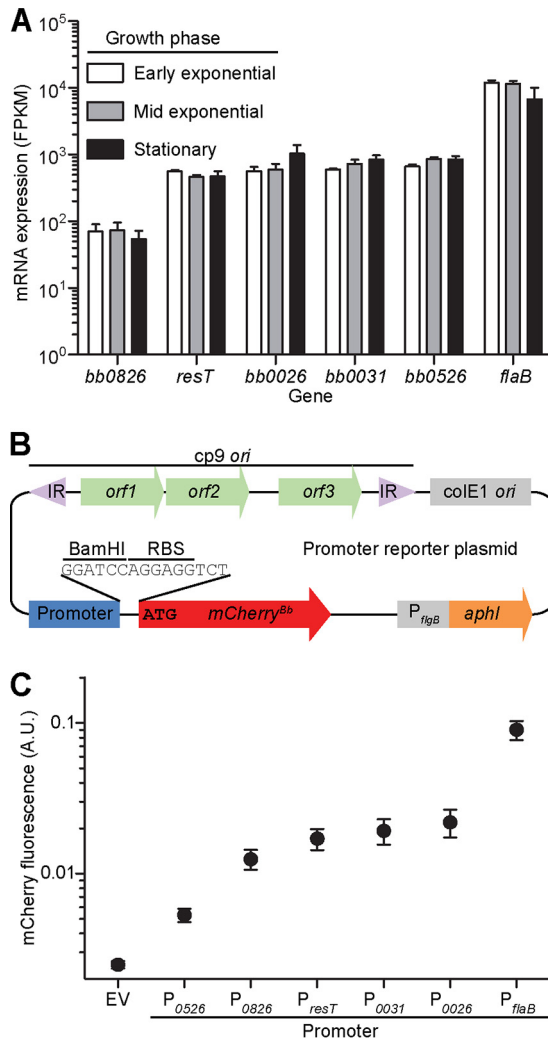 A
Growth phase
Early exponential
Mid exponential
Stationary
mRNA expression (FPKM)
10^5
10^4
10^3
10^2
10^1
10^0
bb0826 resT bb0026 bb0031 bb0526 flaB
Gene
B
cp9 ori
IR orf1 orf2 orf3 IR colE1 ori
BamHI RBS
GGATCCAGGAGGTCT
Promoter reporter plasmid
Promoter ATG mCherry^Bb P_flgB aphI
C
mCherry fluorescence (A.U.)
0.1
0.01
EV P_0526 P_0826 P_resT P_0031 P_0026 P_flaB
Promoter